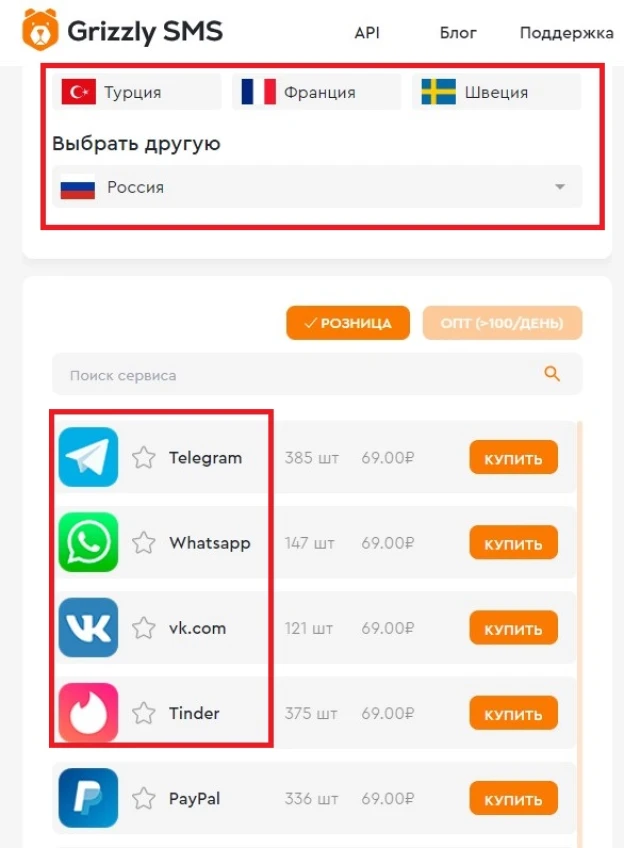 Grizzly SMS API Блог Поддержка
Турция Франция Швеция
Выбрать другую
Россия
РОЗНИЦА ОПТ (>100/ДЕНЬ)
Поиск сервиса
Telegram 385 шт 69.00₽ КУПИТЬ
Whatsapp 147 шт 69.00₽ КУПИТЬ
vk.com 121 шт 69.00₽ КУПИТЬ
Tinder 375 шт 69.00₽ КУПИТЬ
PayPal 336 шт 69.00₽ КУПИТЬ